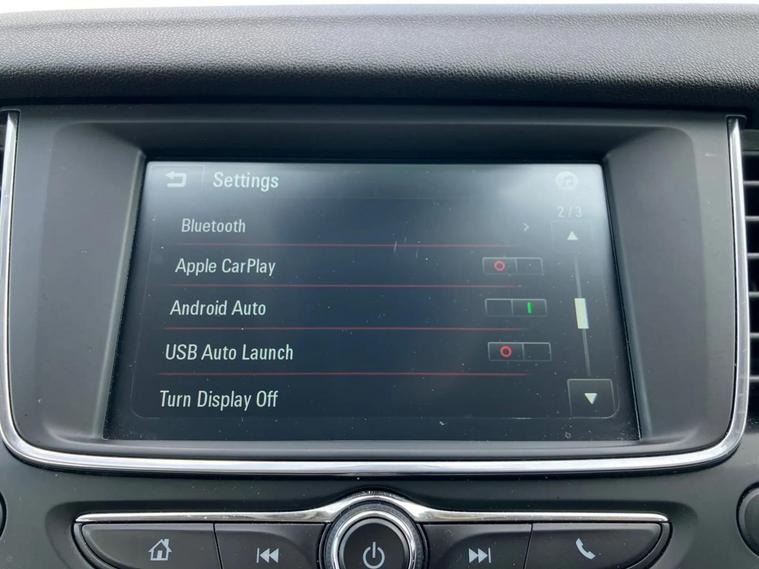 Settings
2/3
Bluetooth
Apple CarPlay
Android Auto
USB Auto Launch
Turn Display Off